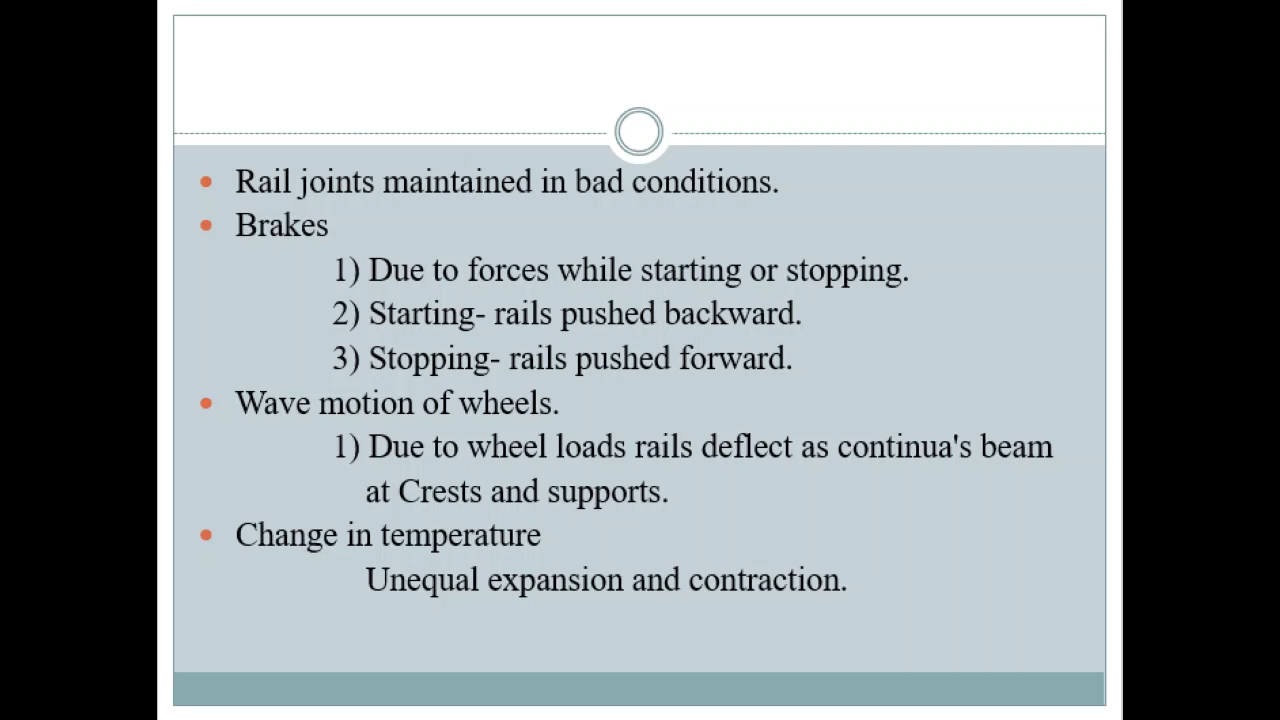 • Rail joints maintained in bad conditions.
• Brakes
1) Due to forces while starting or stopping.
2) Starting- rails pushed backward.
3) Stopping- rails pushed forward.
• Wave motion of wheels.
1) Due to wheel loads rails deflect as continua's beam
at Crests and supports.
• Change in temperature
Unequal expansion and contraction.